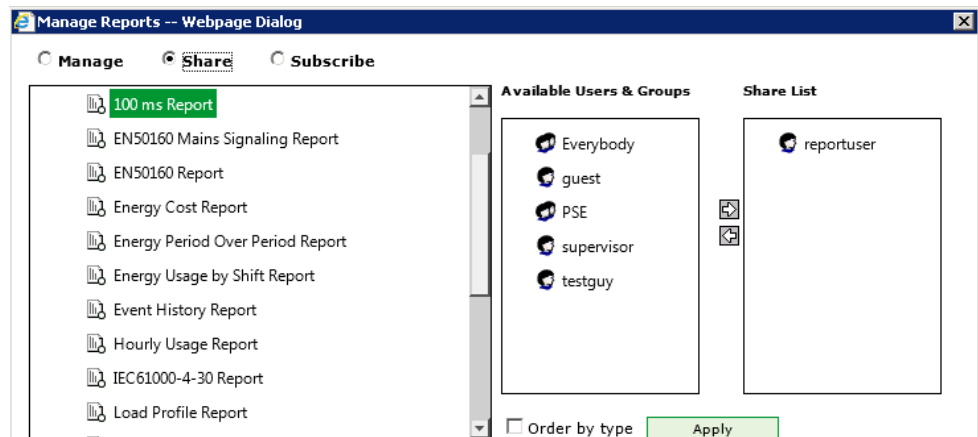 Manage Reports -- Webpage Dialog
Manage Share Subscribe
100 ms Report
EN50160 Mains Signaling Report
EN50160 Report
Energy Cost Report
Energy Period Over Period Report
Energy Usage by Shift Report
Event History Report
Hourly Usage Report
IEC61000-4-30 Report
Load Profile Report
Available Users & Groups
Everybody
guest
PSE
supervisor
testguy
Share List
reportuser
Order by type
Apply